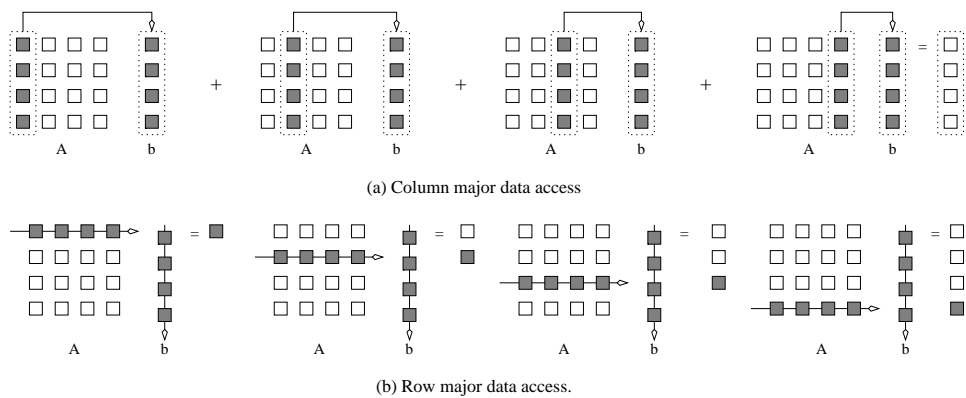 + + + =
A b A b A b A b
(a) Column major data access
= = = =
A b A b A b A b
(b) Row major data access.